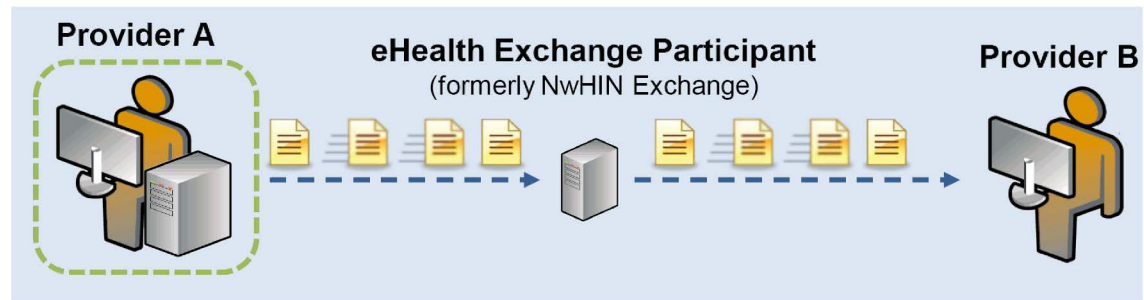 Provider A
eHealth Exchange Participant
(formerly NwHIN Exchange)
Provider B